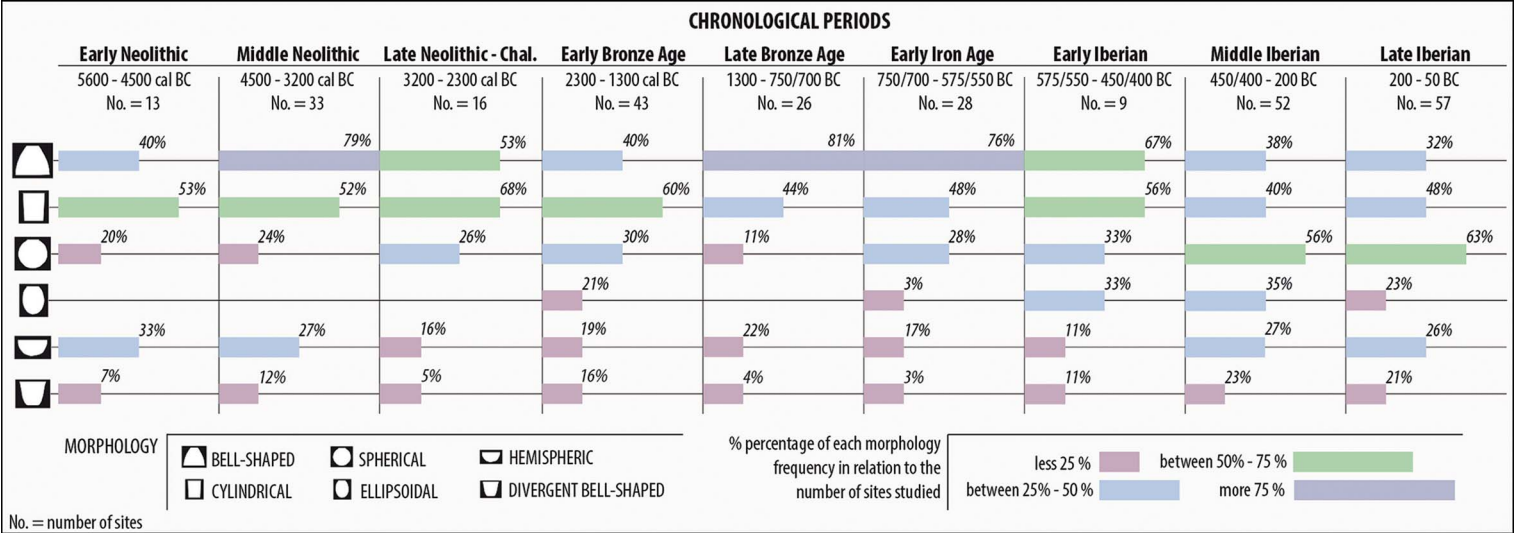 CHRONOLOGICAL PERIODS
Early Neolithic Middle Neolithic Late Neolithic - Chal. Early Bronze Age Late Bronze Age Early Iron Age Early Iberian Middle Iberian Late Iberian
5600 - 4500 cal BC 4500 - 3200 cal BC 3200 - 2300 cal BC 2300 - 1300 cal BC 1300 - 750/700 BC 750/700 - 575/550 BC 575/550 - 450/400 BC 450/400 - 200 BC 200 - 50 BC
No. = 13 No. = 33 No. = 16 No. = 43 No. = 26 No. = 28 No. = 9 No. = 52 No. = 57
40% 79% 53% 40% 81% 76% 67% 38% 32%
53% 52% 68% 60% 44% 48% 56% 40% 48%
20% 24% 26% 30% 11% 28% 33% 56% 63%
21% 3% 33% 35% 23%
33% 27% 16% 19% 22% 17% 11% 27% 26%
7% 12% 5% 16% 4% 3% 11% 23% 21%
MORPHOLOGY
BELL-SHAPED SPHERICAL HEMISPHERIC
CYLINDRICAL ELLIPSOIDAL DIVERGENT BELL-SHAPED
% percentage of each morphology
frequency in relation to the
number of sites studied
less 25 % between 50% - 75 %
between 25% - 50 % more 75 %
No. = number of sites